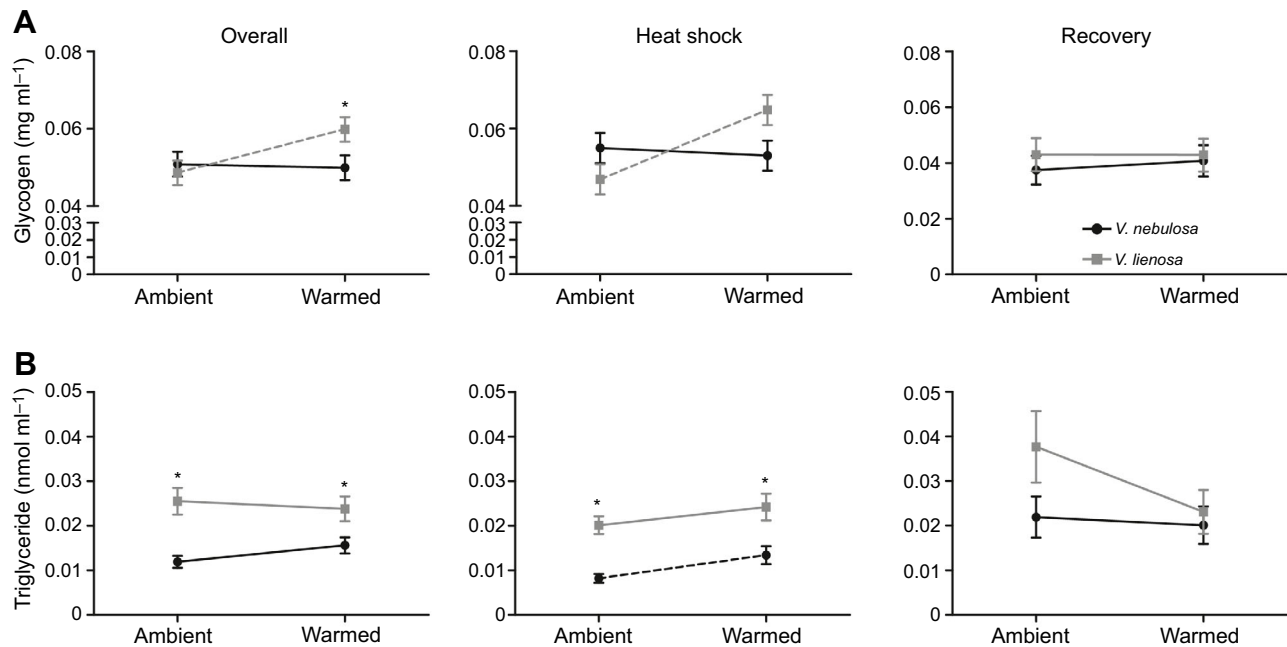 A
Overall
Heat shock
Recovery
Glycogen (mg ml−1)
0.08
0.06
0.04
0.03
0.02
0.01
0
Ambient
Warmed
*
0.08
0.06
0.04
0.03
0.02
0.01
0
Ambient
Warmed
0.08
0.06
0.04
0.02
0
V. nebulosa
V. lienosa
Ambient
Warmed
B
Triglyceride (nmol ml−1)
0.05
0.04
0.03
0.02
0.01
0
* *
Ambient
Warmed
0.05
0.04
0.03
0.02
0.01
0
* *
Ambient
Warmed
0.05
0.04
0.03
0.02
0.01
0
Ambient
Warmed